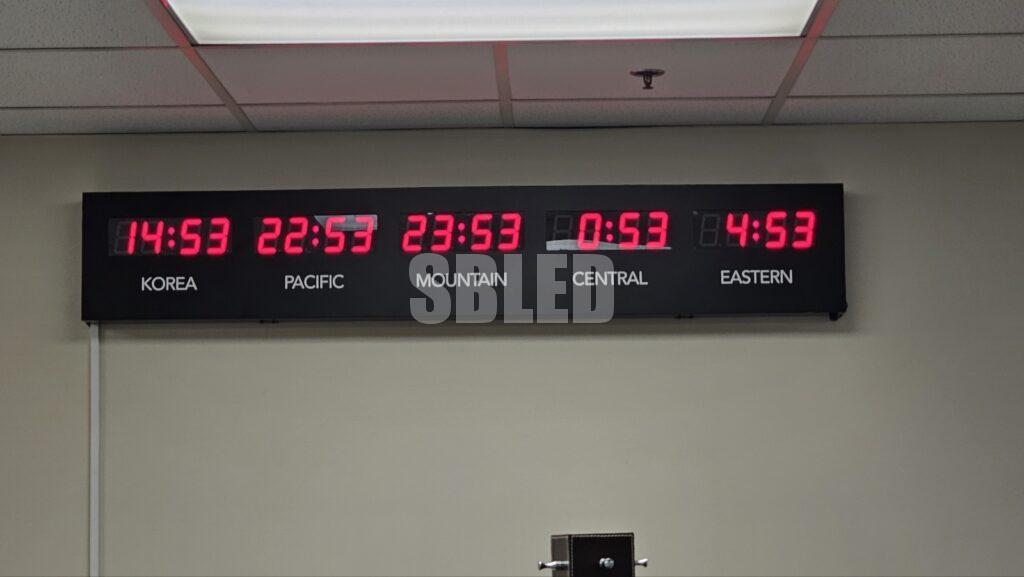 14:53 22:53 23:53 0:53 4:53
KOREA PACIFIC MOUNTAIN CENTRAL EASTERN
SBLED